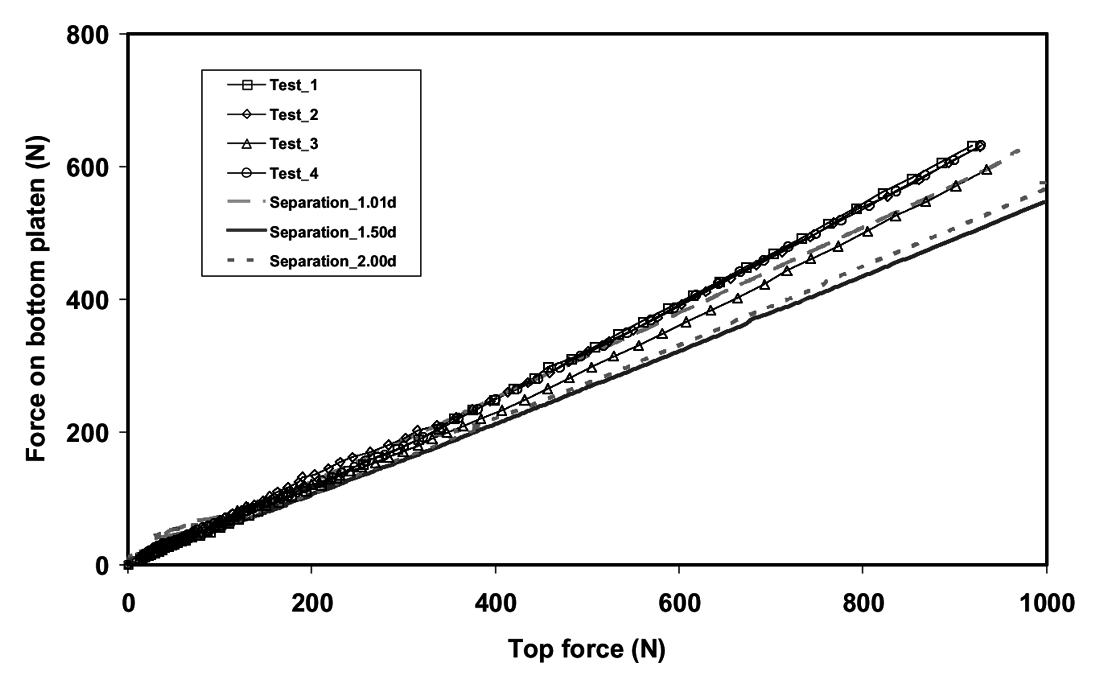 800
600
400
200
0
Force on bottom platen (N)
Test_1
Test_2
Test_3
Test_4
Separation_1.01d
Separation_1.50d
Separation_2.00d
0 200 400 600 800 1000
Top force (N)